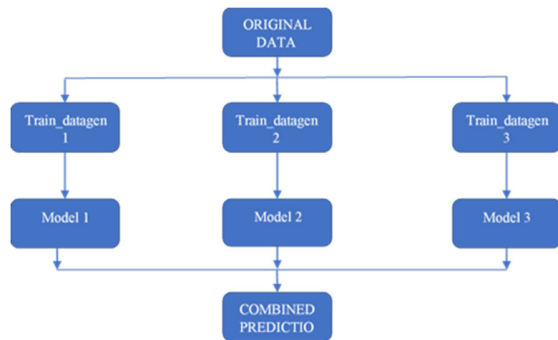 ORIGINAL
DATA
Train_datagen
1
Train_datagen
2
Train_datagen
3
Model 1
Model 2
Model 3
COMBINED
PREDICTIO